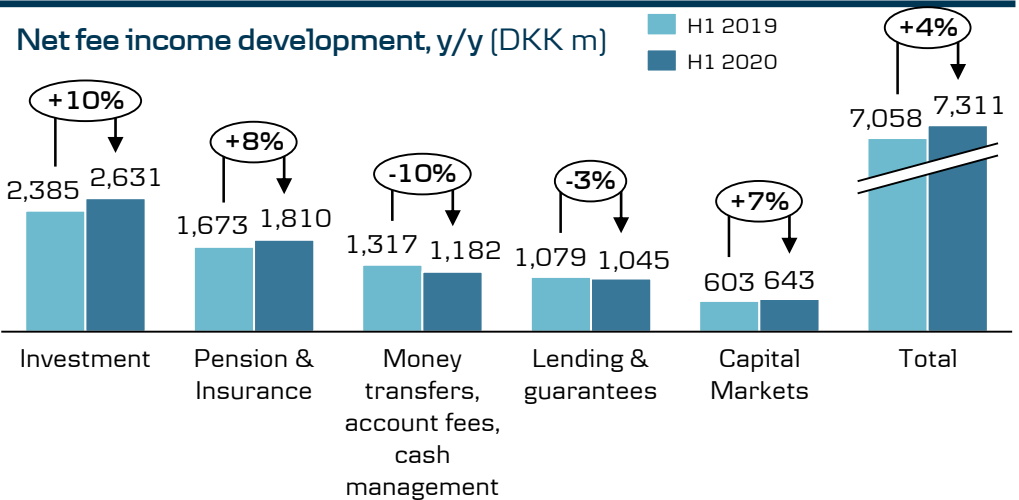 Net fee income development, y/y (DKK m)
H1 2019
H1 2020
+10%
+8%
-10%
-3%
+7%
+4%
2,385 2,631
1,673 1,810
1,317 1,182
1,079 1,045
603 643
7,058 7,311
Investment
Pension &
Insurance
Money
transfers,
account fees,
cash
management
Lending &
guarantees
Capital
Markets
Total